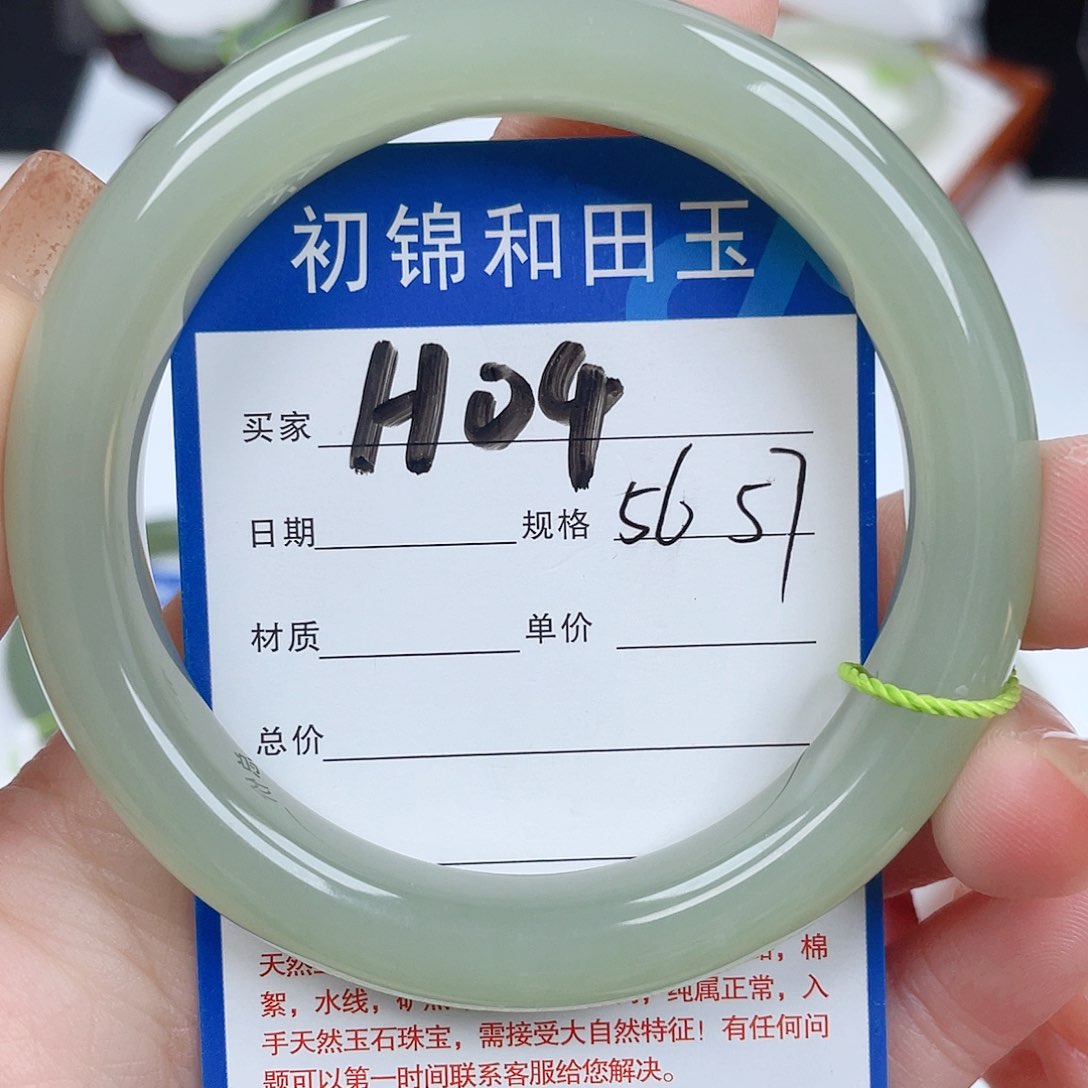 初锦和田玉
买家 H04
日期 规格 56 57
材质 单价
总价
天然 ，棉
絮，水线，矿 ，纯属正常，入
手天然玉石珠宝，需接受大自然特征！有任何问
题可以第一时间联系客服给您解决。